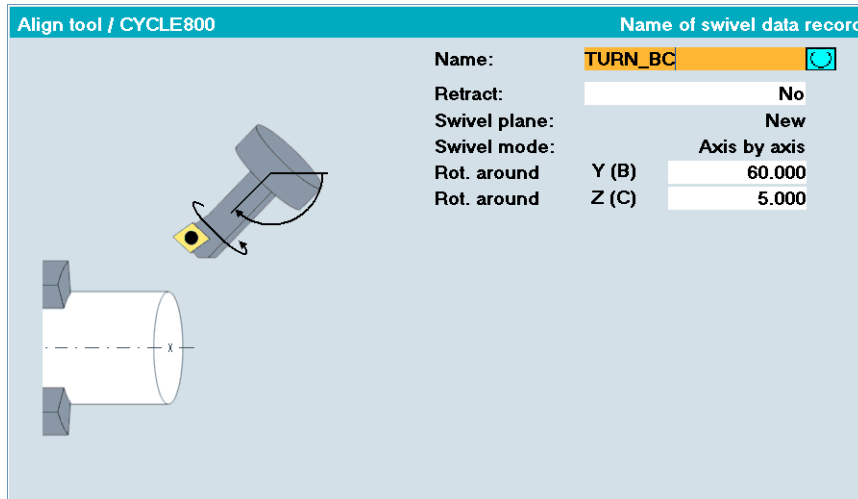 Align tool / CYCLE800 Name of swivel data record
Name: TURN_BC
Retract: No
Swivel plane: New
Swivel mode: Axis by axis
Rot. around Y (B) 60.000
Rot. around Z (C) 5.000
X